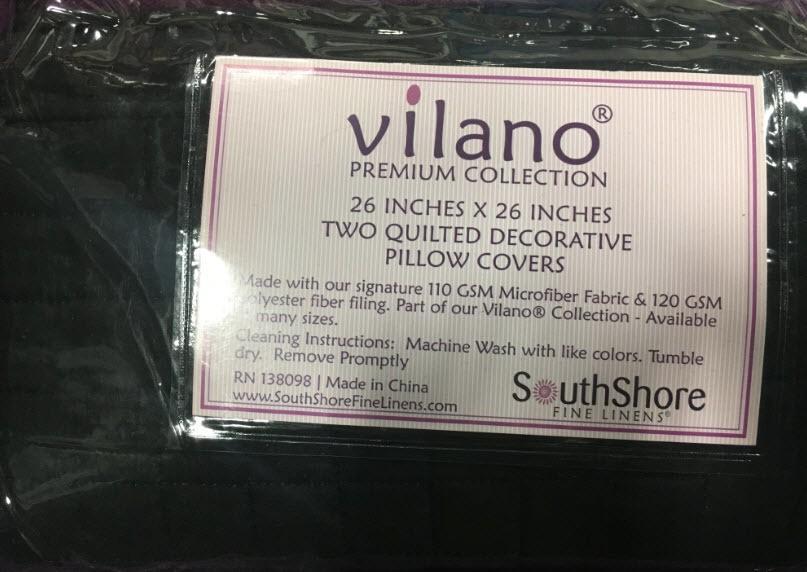 vilano®
PREMIUM COLLECTION
26 INCHES X 26 INCHES
TWO QUILTED DECORATIVE
PILLOW COVERS
Made with our signature 110 GSM Microfiber Fabric & 120 GSM
polyester fiber filing. Part of our Vilano® Collection - Available
many sizes.
Cleaning Instructions: Machine Wash with like colors. Tumble
dry. Remove Promptly
RN 138098 | Made in China
www.SouthShoreFineLinens.com
SouthShore
FINE LINENS®